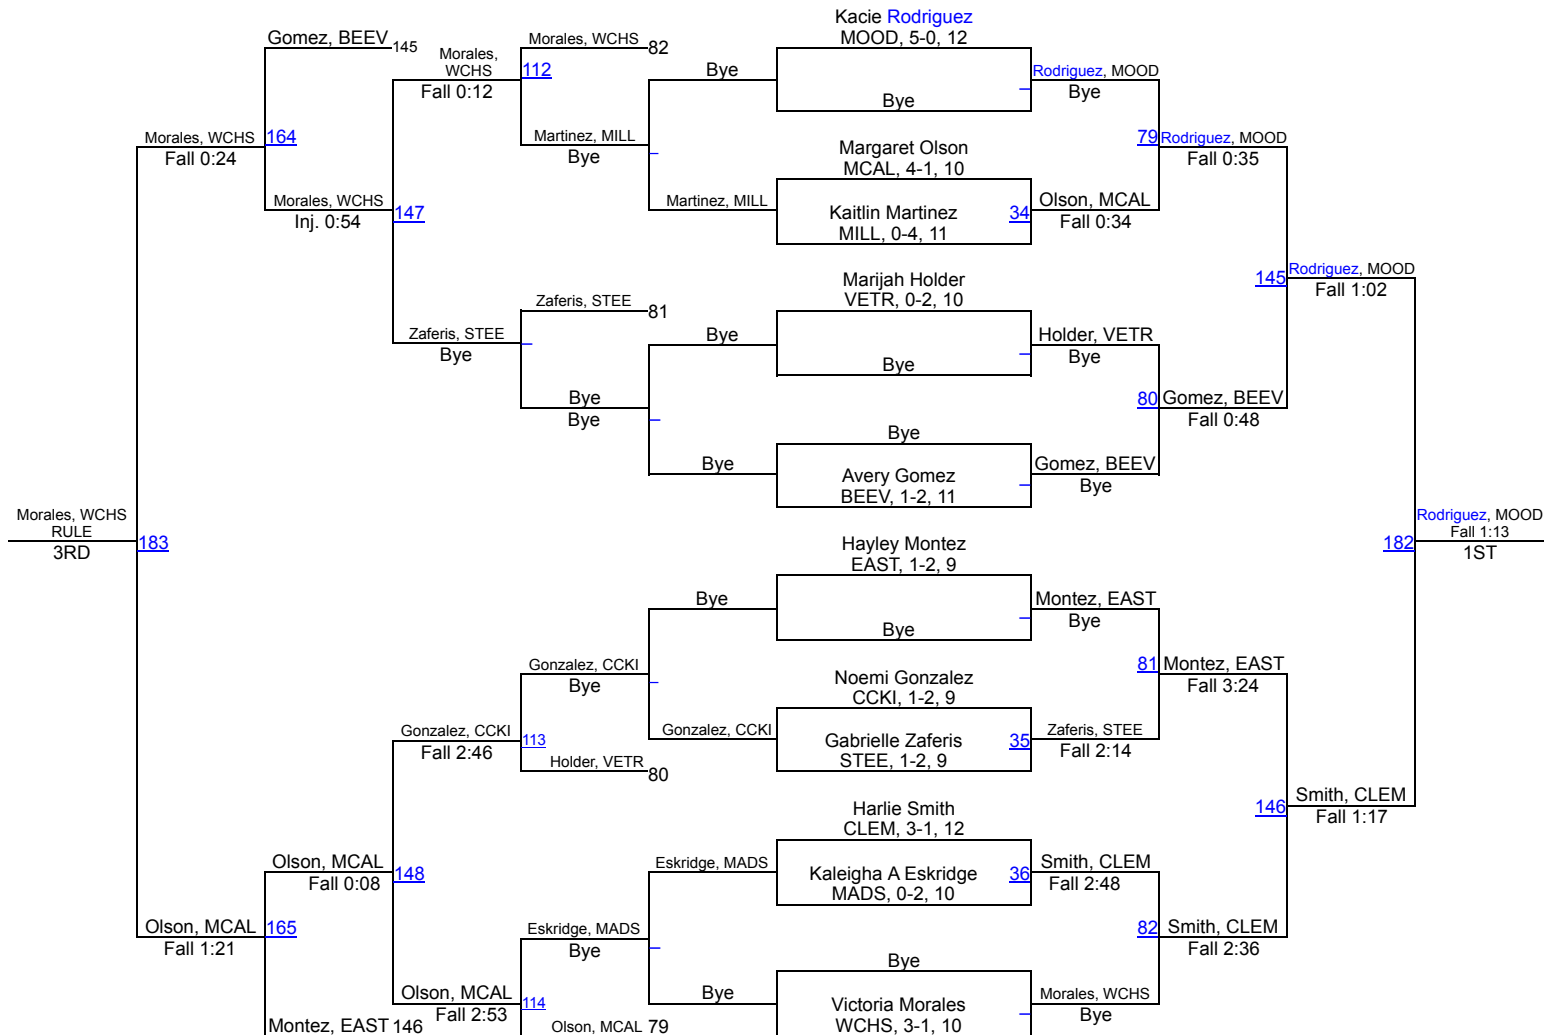 Kacie Rodriguez
MOOD, 5-0, 12
Gomez, BEEV 145
Morales, WCHS 82
Morales,
WCHS
112
Bye
Rodriguez, MOOD
Fall 0:12
Bye
Bye
Morales, WCHS
164
Martinez, MILL
79
Rodriguez, MOOD
Fall 0:24
Bye
Margaret Olson
Fall 0:35
MCAL, 4-1, 10
Morales, WCHS
147
Martinez, MILL
Kaitlin Martinez
34
Olson, MCAL
Inj. 0:54
MILL, 0-4, 11
Fall 0:34
Marijah Holder
145
Rodriguez, MOOD
VETR, 0-2, 10
Fall 1:02
Zaferis, STEE 81
Zaferis, STEE
Bye
Holder, VETR
Bye
Bye
Bye
Bye
80
Gomez, BEEV
Bye
Fall 0:48
Bye
Bye
Avery Gomez
Gomez, BEEV
BEEV, 1-2, 11
Bye
Morales, WCHS
RULE
3RD
183
Rodriguez, MOOD
Fall 1:13
1ST
182
Hayley Montez
EAST, 1-2, 9
Bye
Montez, EAST
Bye
Bye
Gonzalez, CCKI
81
Montez, EAST
Bye
Noemi Gonzalez
Fall 3:24
CCKI, 1-2, 9
Gonzalez, CCKI
113
Gonzalez, CCKI
Gabrielle Zaferis
35
Zaferis, STEE
Fall 2:46
STEE, 1-2, 9
Fall 2:14
Holder, VETR 80
Harlie Smith
146
Smith, CLEM
CLEM, 3-1, 12
Fall 1:17
Olson, MCAL
148
Eskridge, MADS
Kaleigha A Eskridge
36
Smith, CLEM
Fall 0:08
MADS, 0-2, 10
Fall 2:48
Olson, MCAL
165
Eskridge, MADS
82
Smith, CLEM
Fall 1:21
Bye
Fall 2:36
Bye
Olson, MCAL
114
Bye
Victoria Morales
Morales, WCHS
Fall 2:53
WCHS, 3-1, 10
Bye
Montez, EAST 146
Olson, MCAL 79